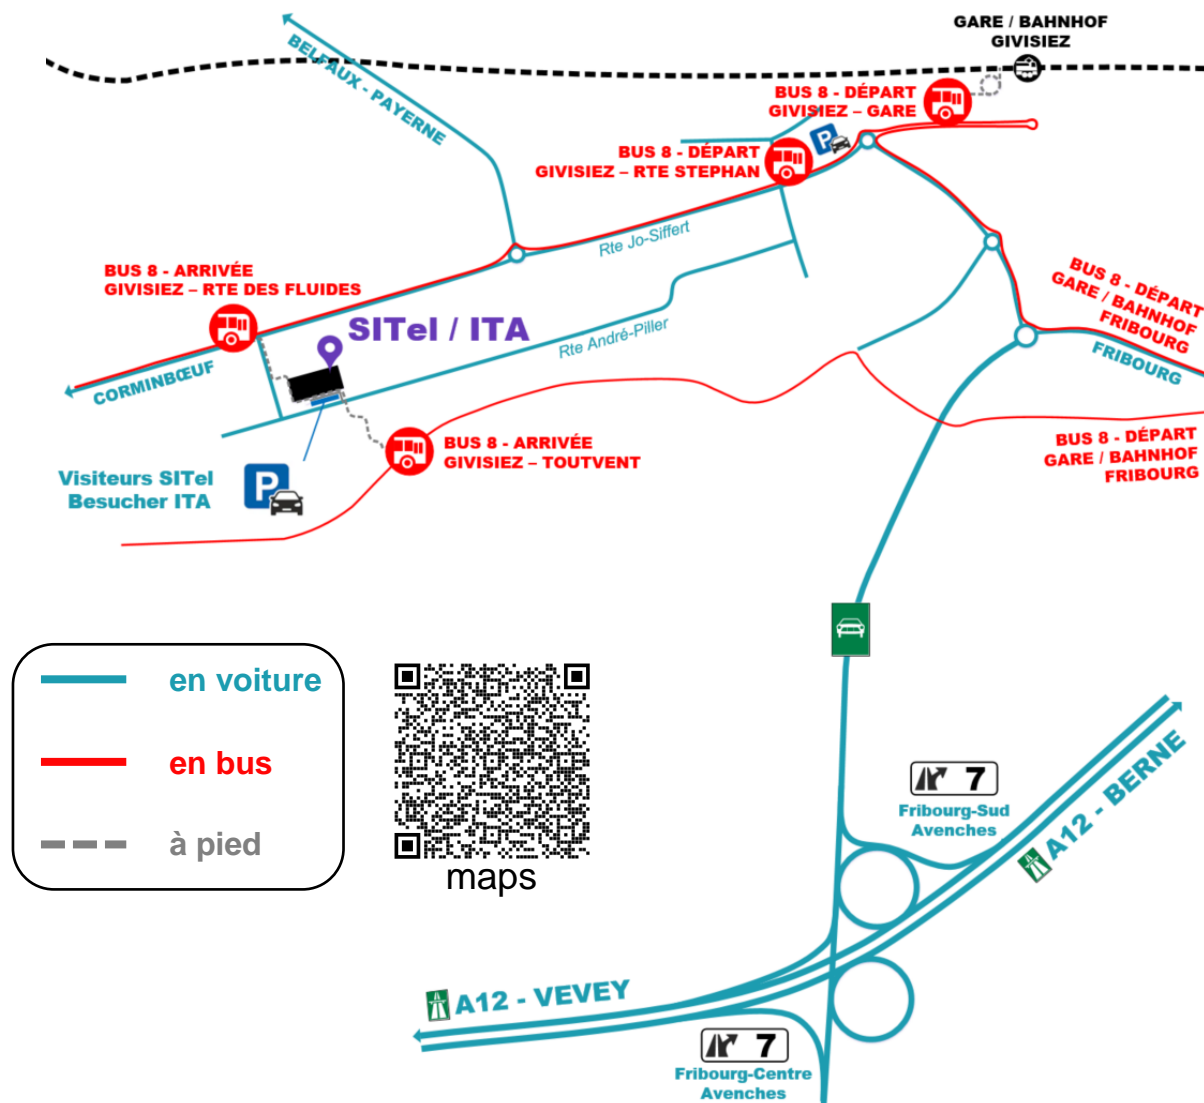 GARE / BAHNHOF
GIVISIEZ
BELFAUX - PAYERNE
BUS 8 - DÉPART
GIVISIEZ – GARE
P
BUS 8 - DÉPART
GIVISIEZ – RTE STEPHAN
Rte Jo-Siffert
BUS 8 - ARRIVÉE
GIVISIEZ – RTE DES FLUIDES
BUS 8 - DÉPART
GARE / BAHNHOF
FRIBOURG
SITel / ITA
Rte André-Piller
FRIBOURG
CORMINBŒUF
BUS 8 - ARRIVÉE
GIVISIEZ – TOUTVENT
BUS 8 - DÉPART
GARE / BAHNHOF
FRIBOURG
Visiteurs SITel
Besucher ITA
P
en voiture
en bus
à pied
maps
7
Fribourg-Sud
Avenches
A12 - BERNE
A12 - VEVEY
7
Fribourg-Centre
Avenches